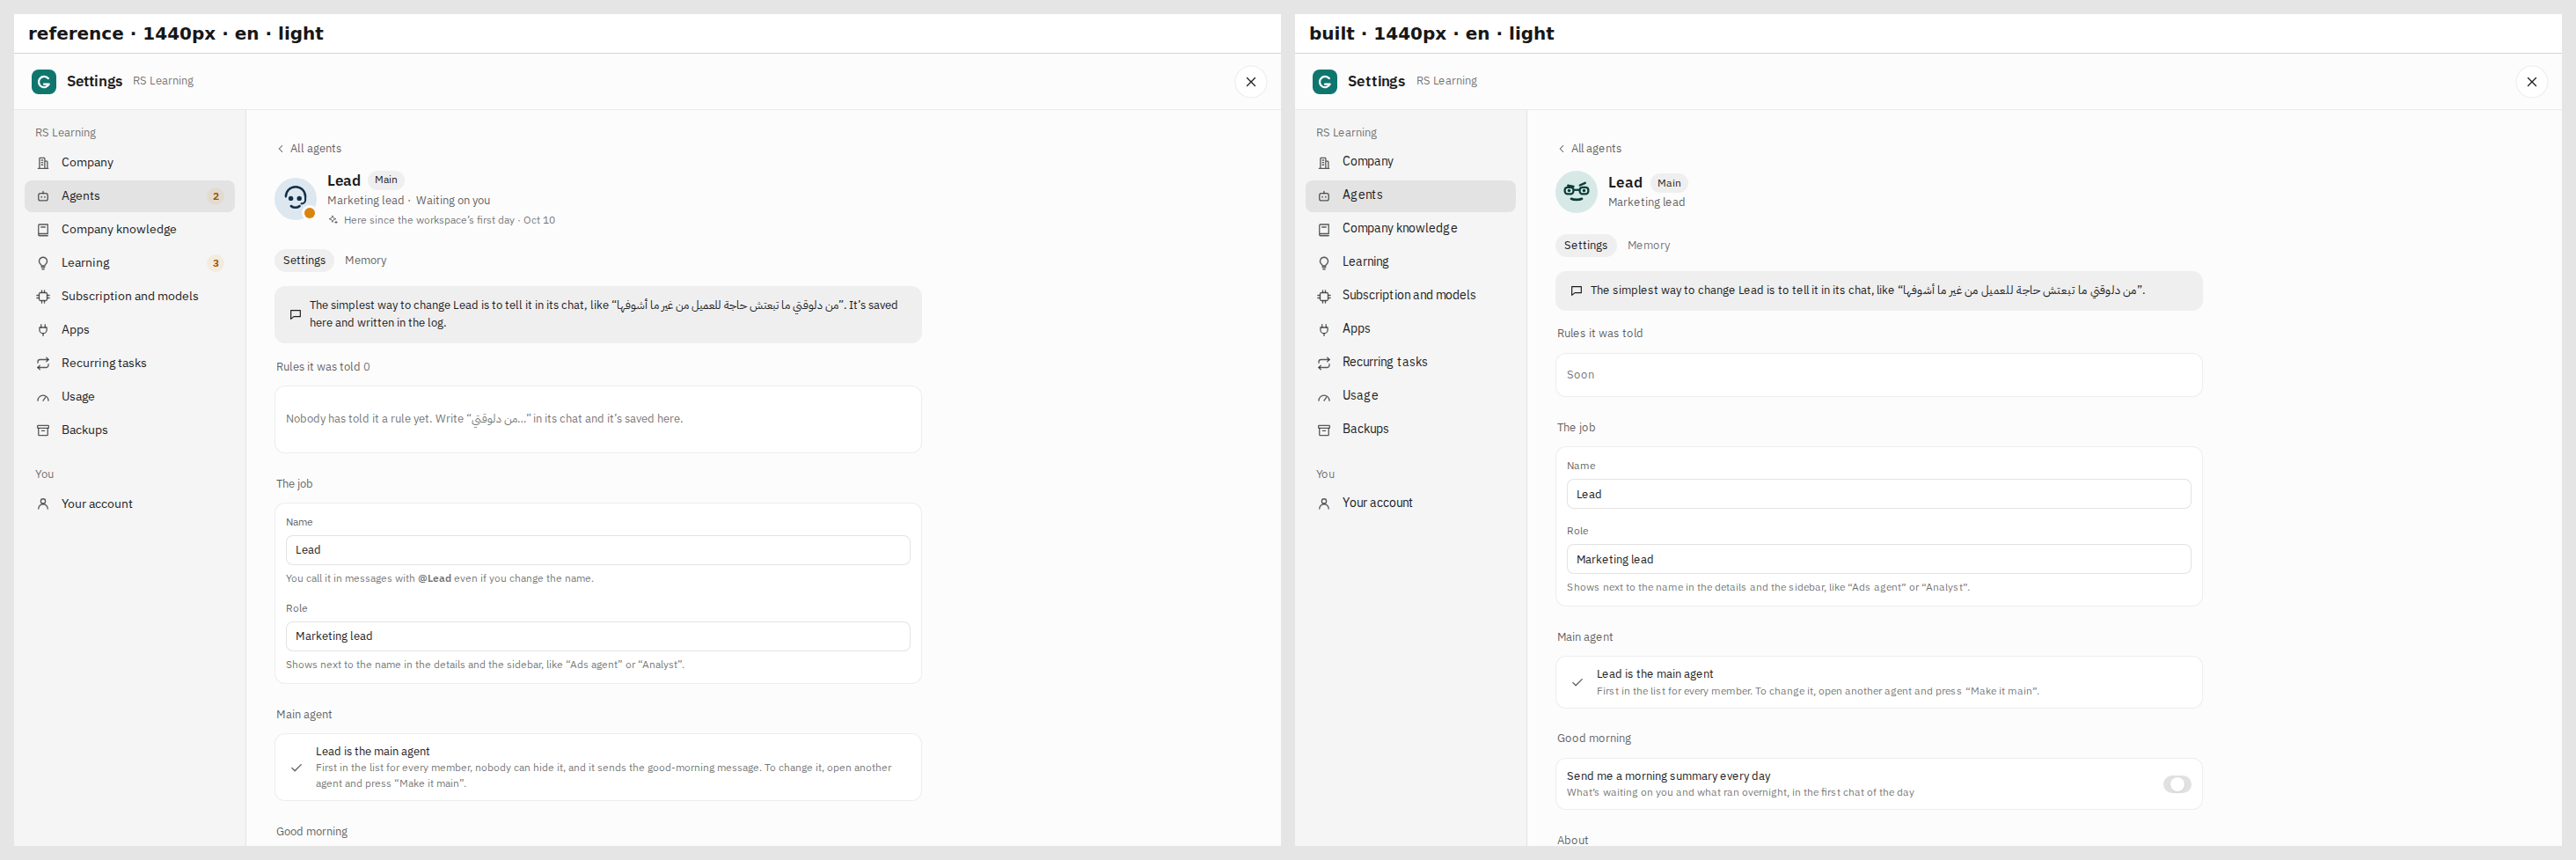 reference · 1440px · en · light
Settings RS Learning
RS Learning
Company
Agents 2
Company knowledge
Learning 3
Subscription and models
Apps
Recurring tasks
Usage
Backups
You
Your account
All agents
Lead Main
Marketing lead · Waiting on you
Here since the workspace’s first day · Oct 10
Settings Memory
The simplest way to change Lead is to tell it in its chat, like “من دلوقتي ما تبعتش حاجة للعميل من غير ما أشوفها”. It’s saved
here and written in the log.
Rules it was told 0
Nobody has told it a rule yet. Write “من دلوقتي…” in its chat and it’s saved here.
The job
Name
Lead
You call it in messages with @Lead even if you change the name.
Role
Marketing lead
Shows next to the name in the details and the sidebar, like “Ads agent” or “Analyst”.
Main agent
Lead is the main agent
First in the list for every member, nobody can hide it, and it sends the good-morning message. To change it, open another
agent and press “Make it main”.
Good morning
built · 1440px · en · light
Settings RS Learning
RS Learning
Company
Agents
Company knowledge
Learning
Subscription and models
Apps
Recurring tasks
Usage
Backups
You
Your account
All agents
Lead Main
Marketing lead
Settings Memory
The simplest way to change Lead is to tell it in its chat, like “من دلوقتي ما تبعتش حاجة للعميل من غير ما أشوفها”.
Rules it was told
Soon
The job
Name
Lead
Role
Marketing lead
Shows next to the name in the details and the sidebar, like “Ads agent” or “Analyst”.
Main agent
Lead is the main agent
First in the list for every member. To change it, open another agent and press “Make it main”.
Good morning
Send me a morning summary every day
What’s waiting on you and what ran overnight, in the first chat of the day
About